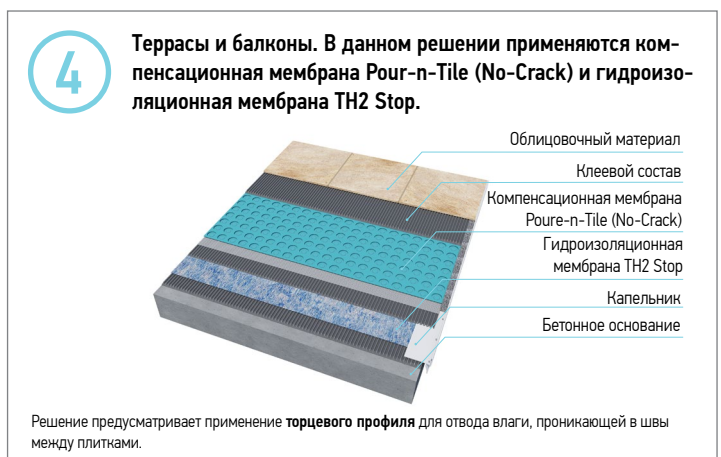 4
Террасы и балконы. В данном решении применяются ком-
пенсационная мембрана Pour-n-Tile (No-Crack) и гидроизо-
ляционная мембрана TH2 Stop.
Облицовочный материал
Клеевой состав
Компенсационная мембрана
Poure-n-Tile (No-Crack)
Гидроизоляционная
мембрана TH2 Stop
Капельник
Бетонное основание
Решение предусматривает применение торцевого профиля для отвода влаги, проникающей в швы
между плитками.